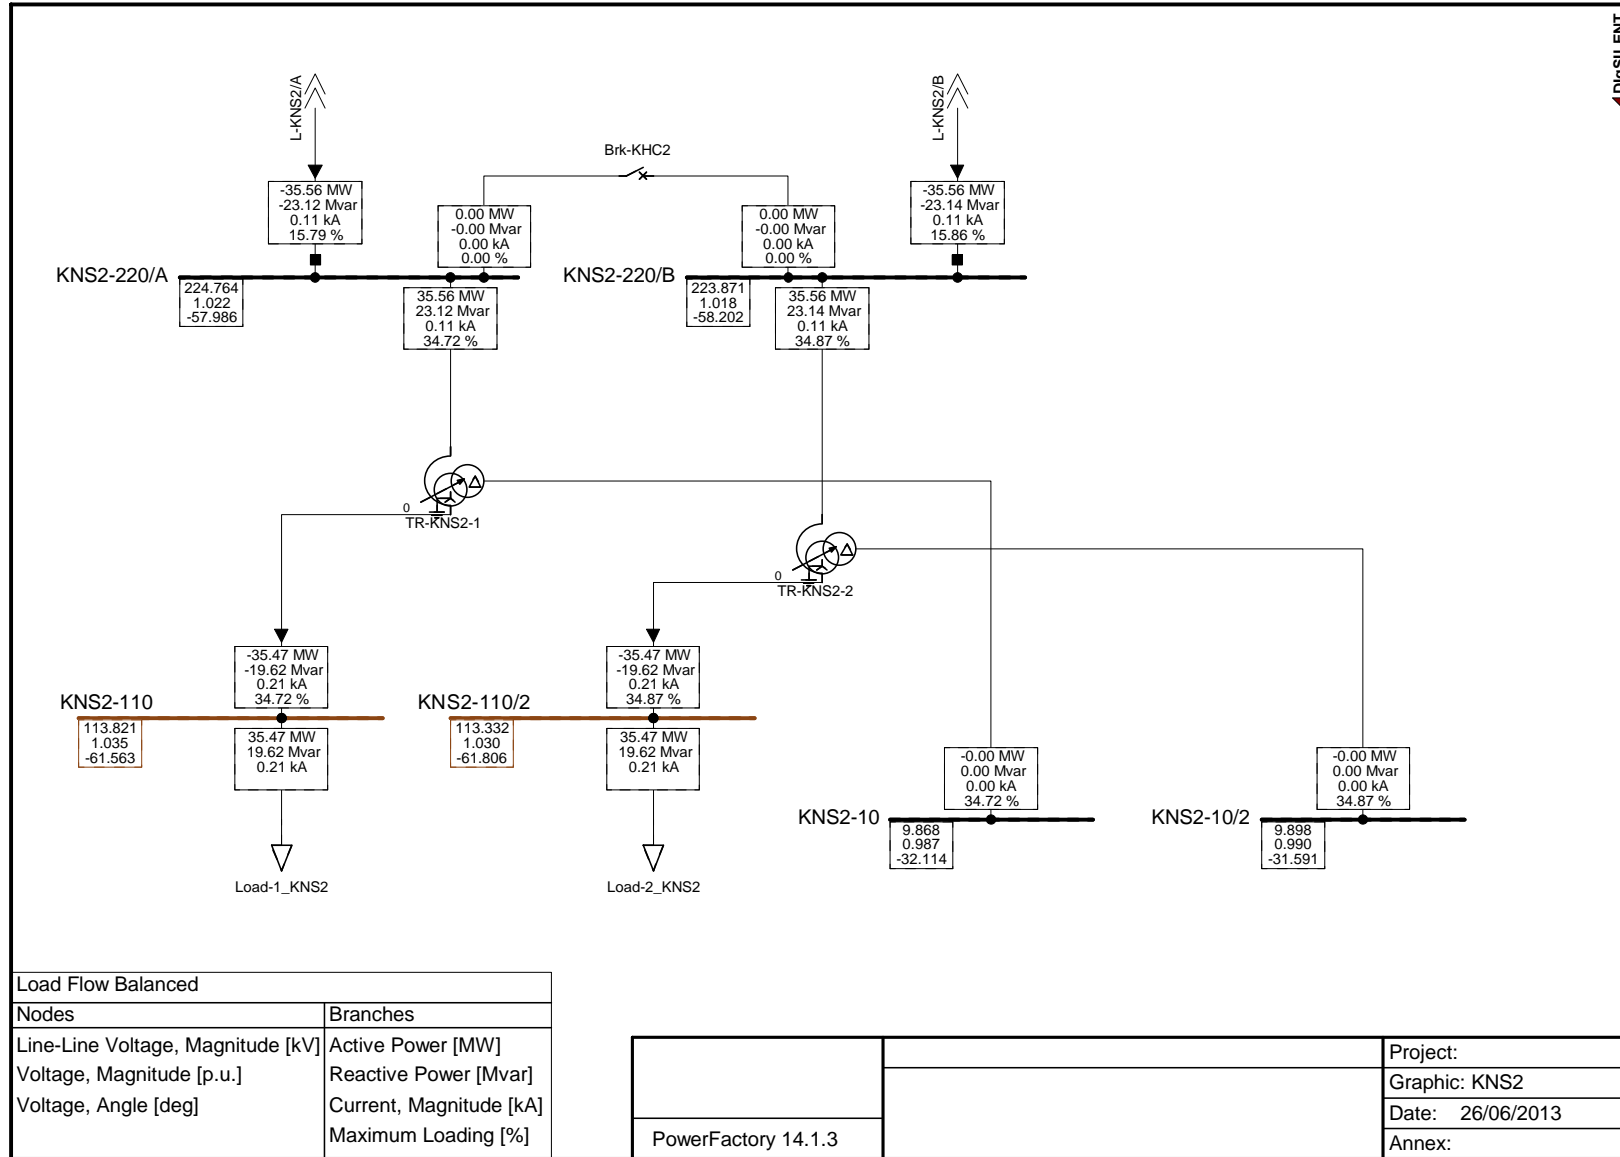 DIgSILENT
L-KNS2/A
L-KNS2/B
Brk-KHC2
-35.56 MW
-23.12 Mvar
0.11 kA
15.79 %
0.00 MW
-0.00 Mvar
0.00 kA
0.00 %
0.00 MW
-0.00 Mvar
0.00 kA
0.00 %
-35.56 MW
-23.14 Mvar
0.11 kA
15.86 %
KNS2-220/A
224.764
1.022
-57.986
35.56 MW
23.12 Mvar
0.11 kA
34.72 %
KNS2-220/B
223.871
1.018
-58.202
35.56 MW
23.14 Mvar
0.11 kA
34.87 %
0
TR-KNS2-1
0
TR-KNS2-2
-35.47 MW
-19.62 Mvar
0.21 kA
34.72 %
KNS2-110
113.821
1.035
-61.563
35.47 MW
19.62 Mvar
0.21 kA
Load-1_KNS2
-35.47 MW
-19.62 Mvar
0.21 kA
34.87 %
KNS2-110/2
113.332
1.030
-61.806
35.47 MW
19.62 Mvar
0.21 kA
Load-2_KNS2
-0.00 MW
0.00 Mvar
0.00 kA
34.72 %
KNS2-10
9.868
0.987
-32.114
-0.00 MW
0.00 Mvar
0.00 kA
34.87 %
KNS2-10/2
9.898
0.990
-31.591
Load Flow Balanced
Nodes
Branches
Line-Line Voltage, Magnitude [kV]
Active Power [MW]
Voltage, Magnitude [p.u.]
Reactive Power [Mvar]
Voltage, Angle [deg]
Current, Magnitude [kA]
Maximum Loading [%]
PowerFactory 14.1.3
Project:
Graphic: KNS2
Date: 26/06/2013
Annex: